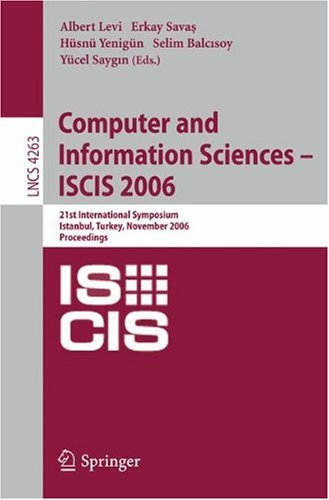 Albert Levi Erkay Savaş
Hüsnü Yenigün Selim Balcısoy
Yücel Saygın (Eds.)
LNCS 4263
Computer and
Information Sciences –
ISCIS 2006
21st International Symposium
Istanbul, Turkey, November 2006
Proceedings
IS
CIS
Springer